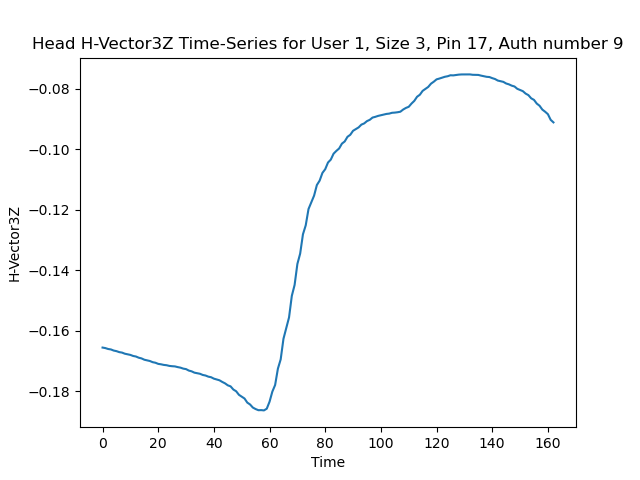 Head H-Vector3Z Time-Series for User 1, Size 3, Pin 17, Auth number 9
−0.08
−0.10
−0.12
−0.14
−0.16
−0.18
H-Vector3Z
0 20 40 60 80 100 120 140 160
Time